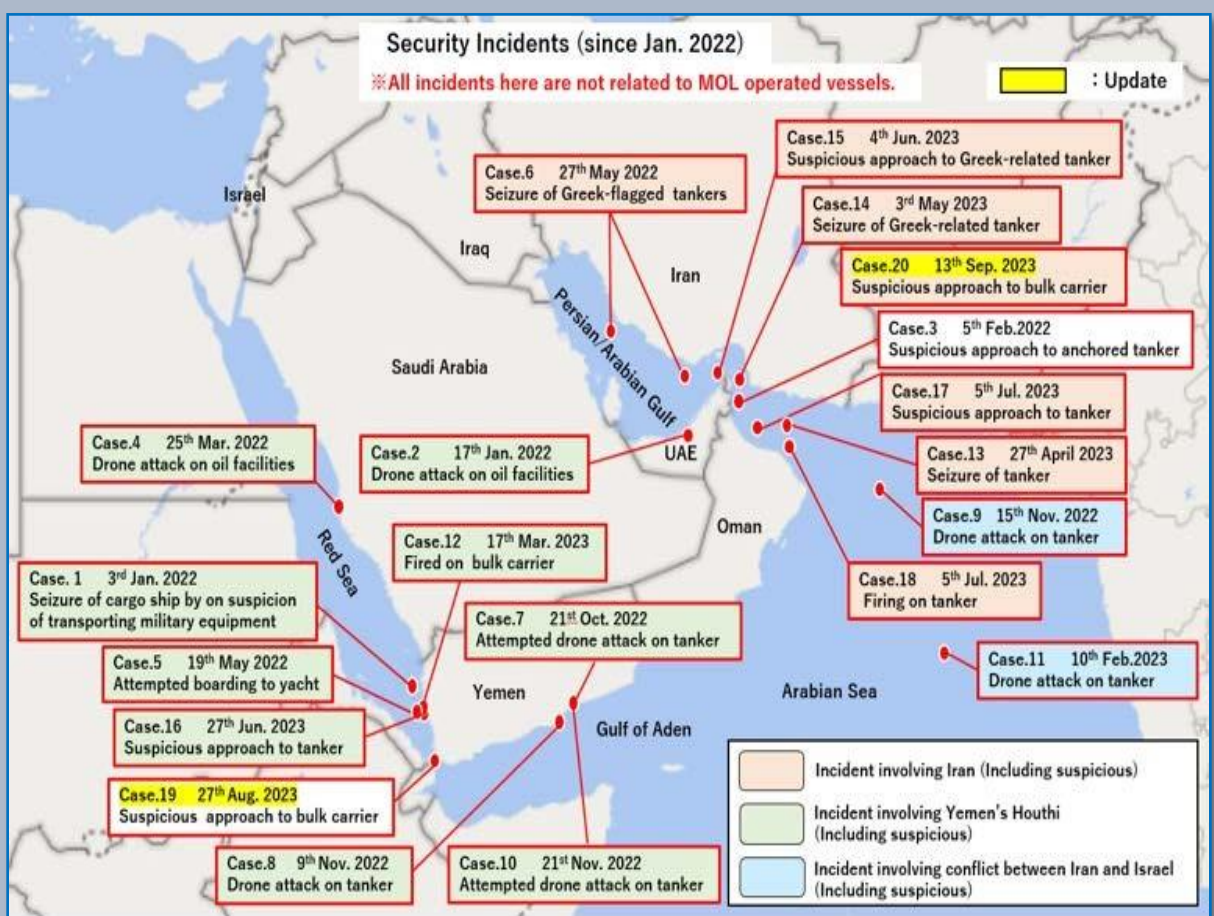 Security Incidents (since Jan. 2022)
※All incidents here are not related to MOL operated vessels.
: Update
Case.15 4th Jun. 2023
Suspicious approach to Greek-related tanker
Case.6 27th May 2022
Seizure of Greek-flagged tankers
Case.14 3rd May 2023
Seizure of Greek-related tanker
Israel
Iraq
Iran
Case.20 13th Sep. 2023
Suspicious approach to bulk carrier
Persian/Arabian Gulf
Case.3 5th Feb.2022
Suspicious approach to anchored tanker
Saudi Arabia
Case.17 5th Jul. 2023
Suspicious approach to tanker
Case.4 25th Mar. 2022
Drone attack on oil facilities
Case.2 17th Jan. 2022
Drone attack on oil facilities
UAE
Case.13 27th April 2023
Seizure of tanker
Oman
Case.9 15th Nov. 2022
Drone attack on tanker
Red Sea
Case.12 17th Mar. 2023
Fired on bulk carrier
Case. 1 3rd Jan. 2022
Seizure of cargo ship by on suspicion
of transporting military equipment
Case.18 5th Jul. 2023
Firing on tanker
Case.7 21st Oct. 2022
Attempted drone attack on tanker
Case.5 19th May 2022
Attempted boarding to yacht
Yemen
Arabian Sea
Case.11 10th Feb.2023
Drone attack on tanker
Case.16 27th Jun. 2023
Suspicious approach to tanker
Gulf of Aden
Case.19 27th Aug. 2023
Suspicious approach to bulk carrier
Case.8 9th Nov. 2022
Drone attack on tanker
Case.10 21st Nov. 2022
Attempted drone attack on tanker
Incident involving Iran (Including suspicious)
Incident involving Yemen's Houthi
(Including suspicious)
Incident involving conflict between Iran and Israel
(Including suspicious)